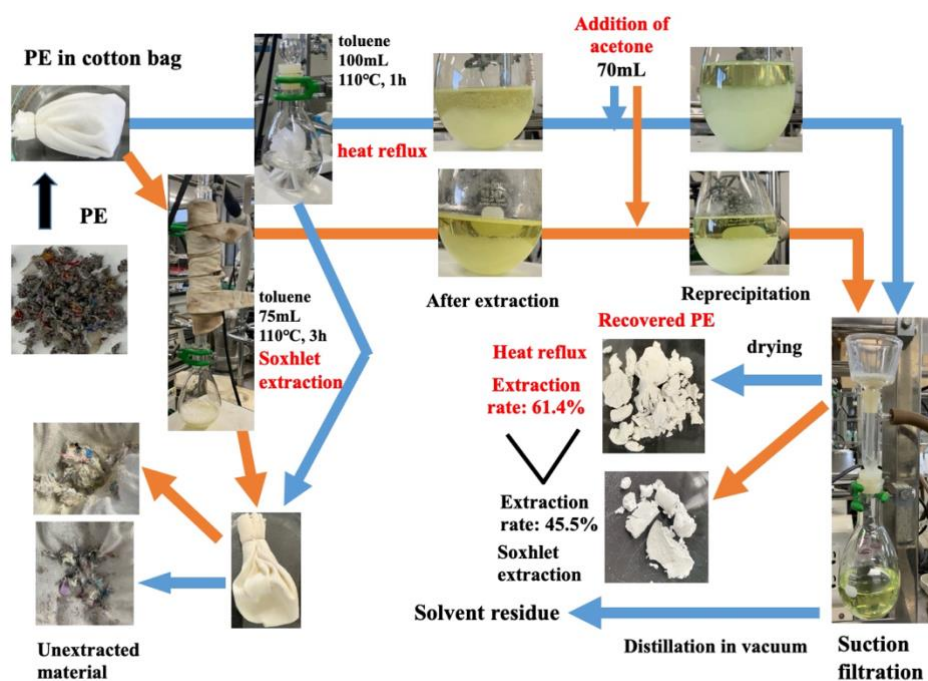 PE in cotton bag
PE
toluene
100mL
110℃, 1h
heat reflux
toluene
75mL
110℃, 3h
Soxhlet
extraction
After extraction
Addition of
acetone
70mL
Reprecipitation
Recovered PE
Heat reflux
Extraction
rate: 61.4%
Extraction
rate: 45.5%
Soxhlet
extraction
drying
Solvent residue
Distillation in vacuum
Suction
filtration
Unextracted
material